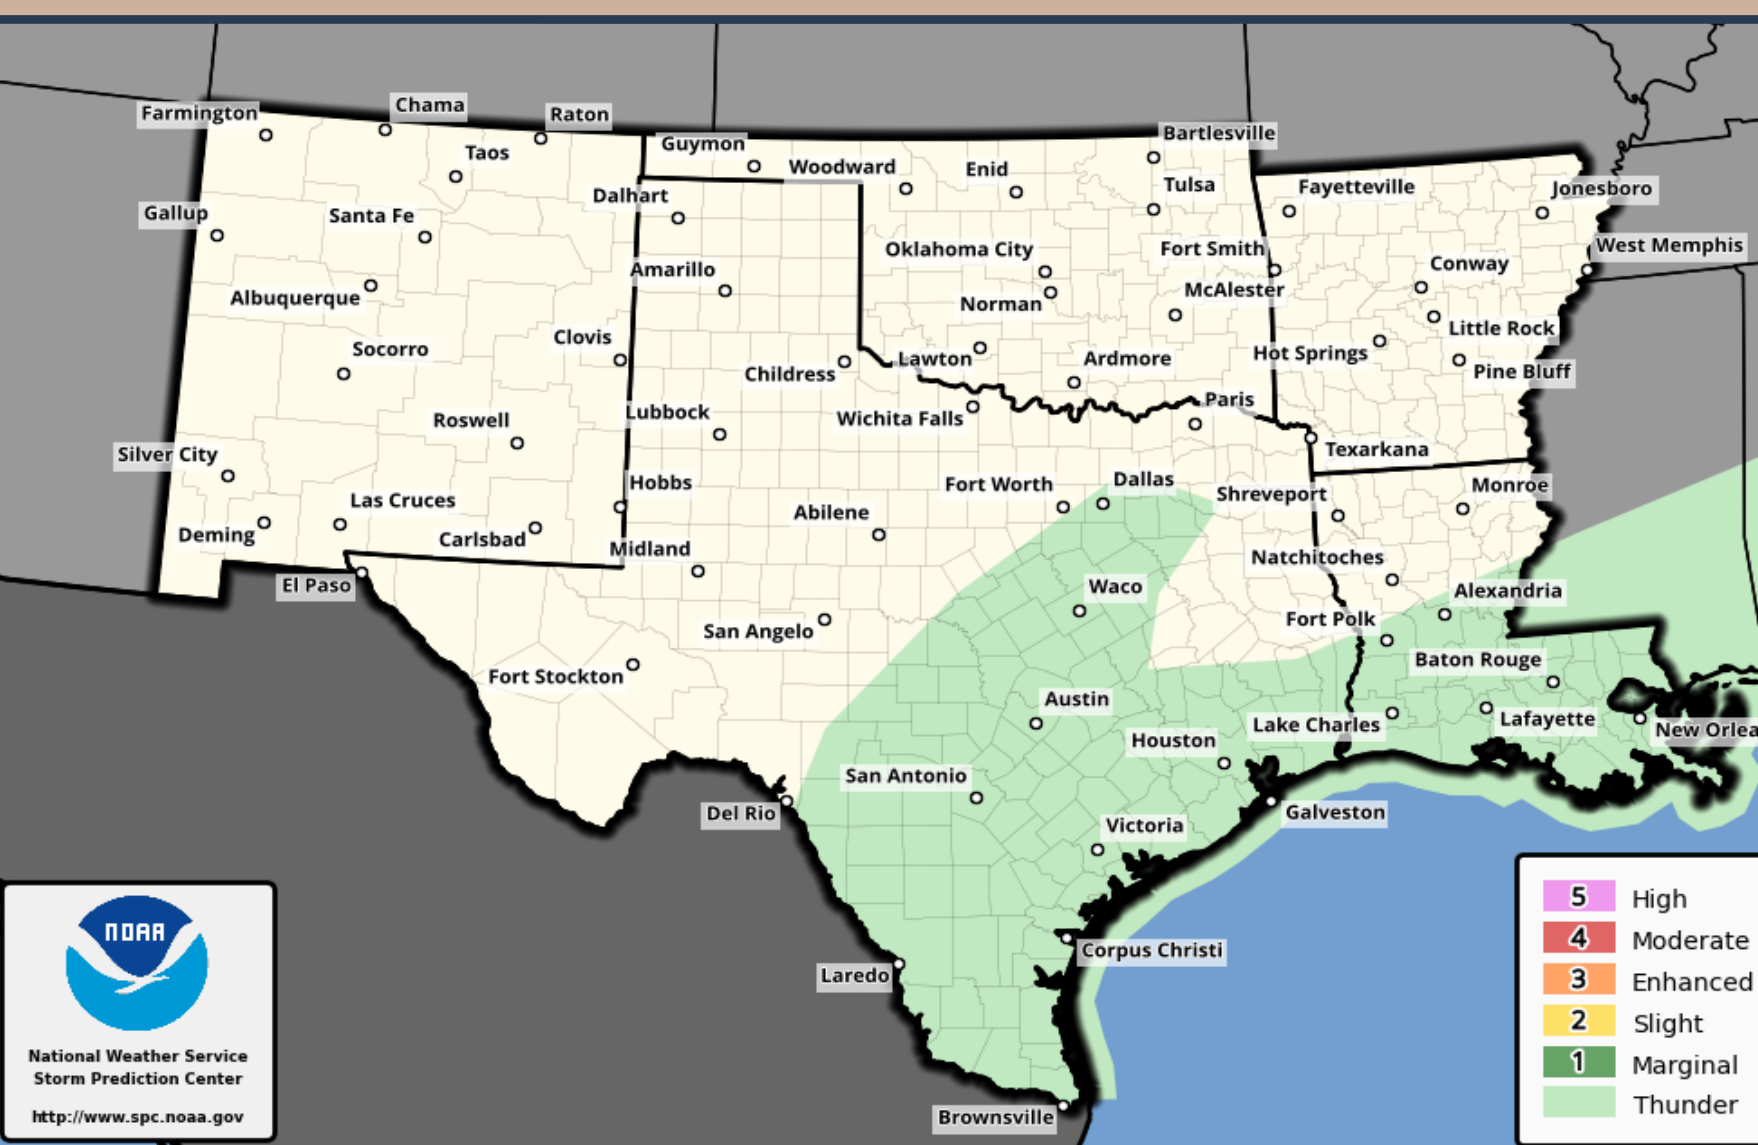 Farmington
Chama
Raton
Taos
Guymon
Woodward
Enid
Bartlesville
Tulsa
Fayetteville
Jonesboro
Gallup
Santa Fe
Dalhart
Oklahoma City
Fort Smith
West Memphis
Albuquerque
Amarillo
Norman
McAlester
Conway
Socorro
Clovis
Childress
Lawton
Ardmore
Hot Springs
Little Rock
Pine Bluff
Roswell
Lubbock
Wichita Falls
Paris
Texarkana
Silver City
Hobbs
Las Cruces
Deming
Carlsbad
Midland
Abilene
Fort Worth
Dallas
Shreveport
Monroe
El Paso
San Angelo
Waco
Natchitoches
Alexandria
Fort Polk
Fort Stockton
Austin
Baton Rouge
Lake Charles
Lafayette
New Orlea
Houston
San Antonio
Del Rio
Victoria
Galveston
Corpus Christi
Laredo
Brownsville
NOAA
National Weather Service
Storm Prediction Center
http://www.spc.noaa.gov
5 High
4 Moderate
3 Enhanced
2 Slight
1 Marginal
Thunder